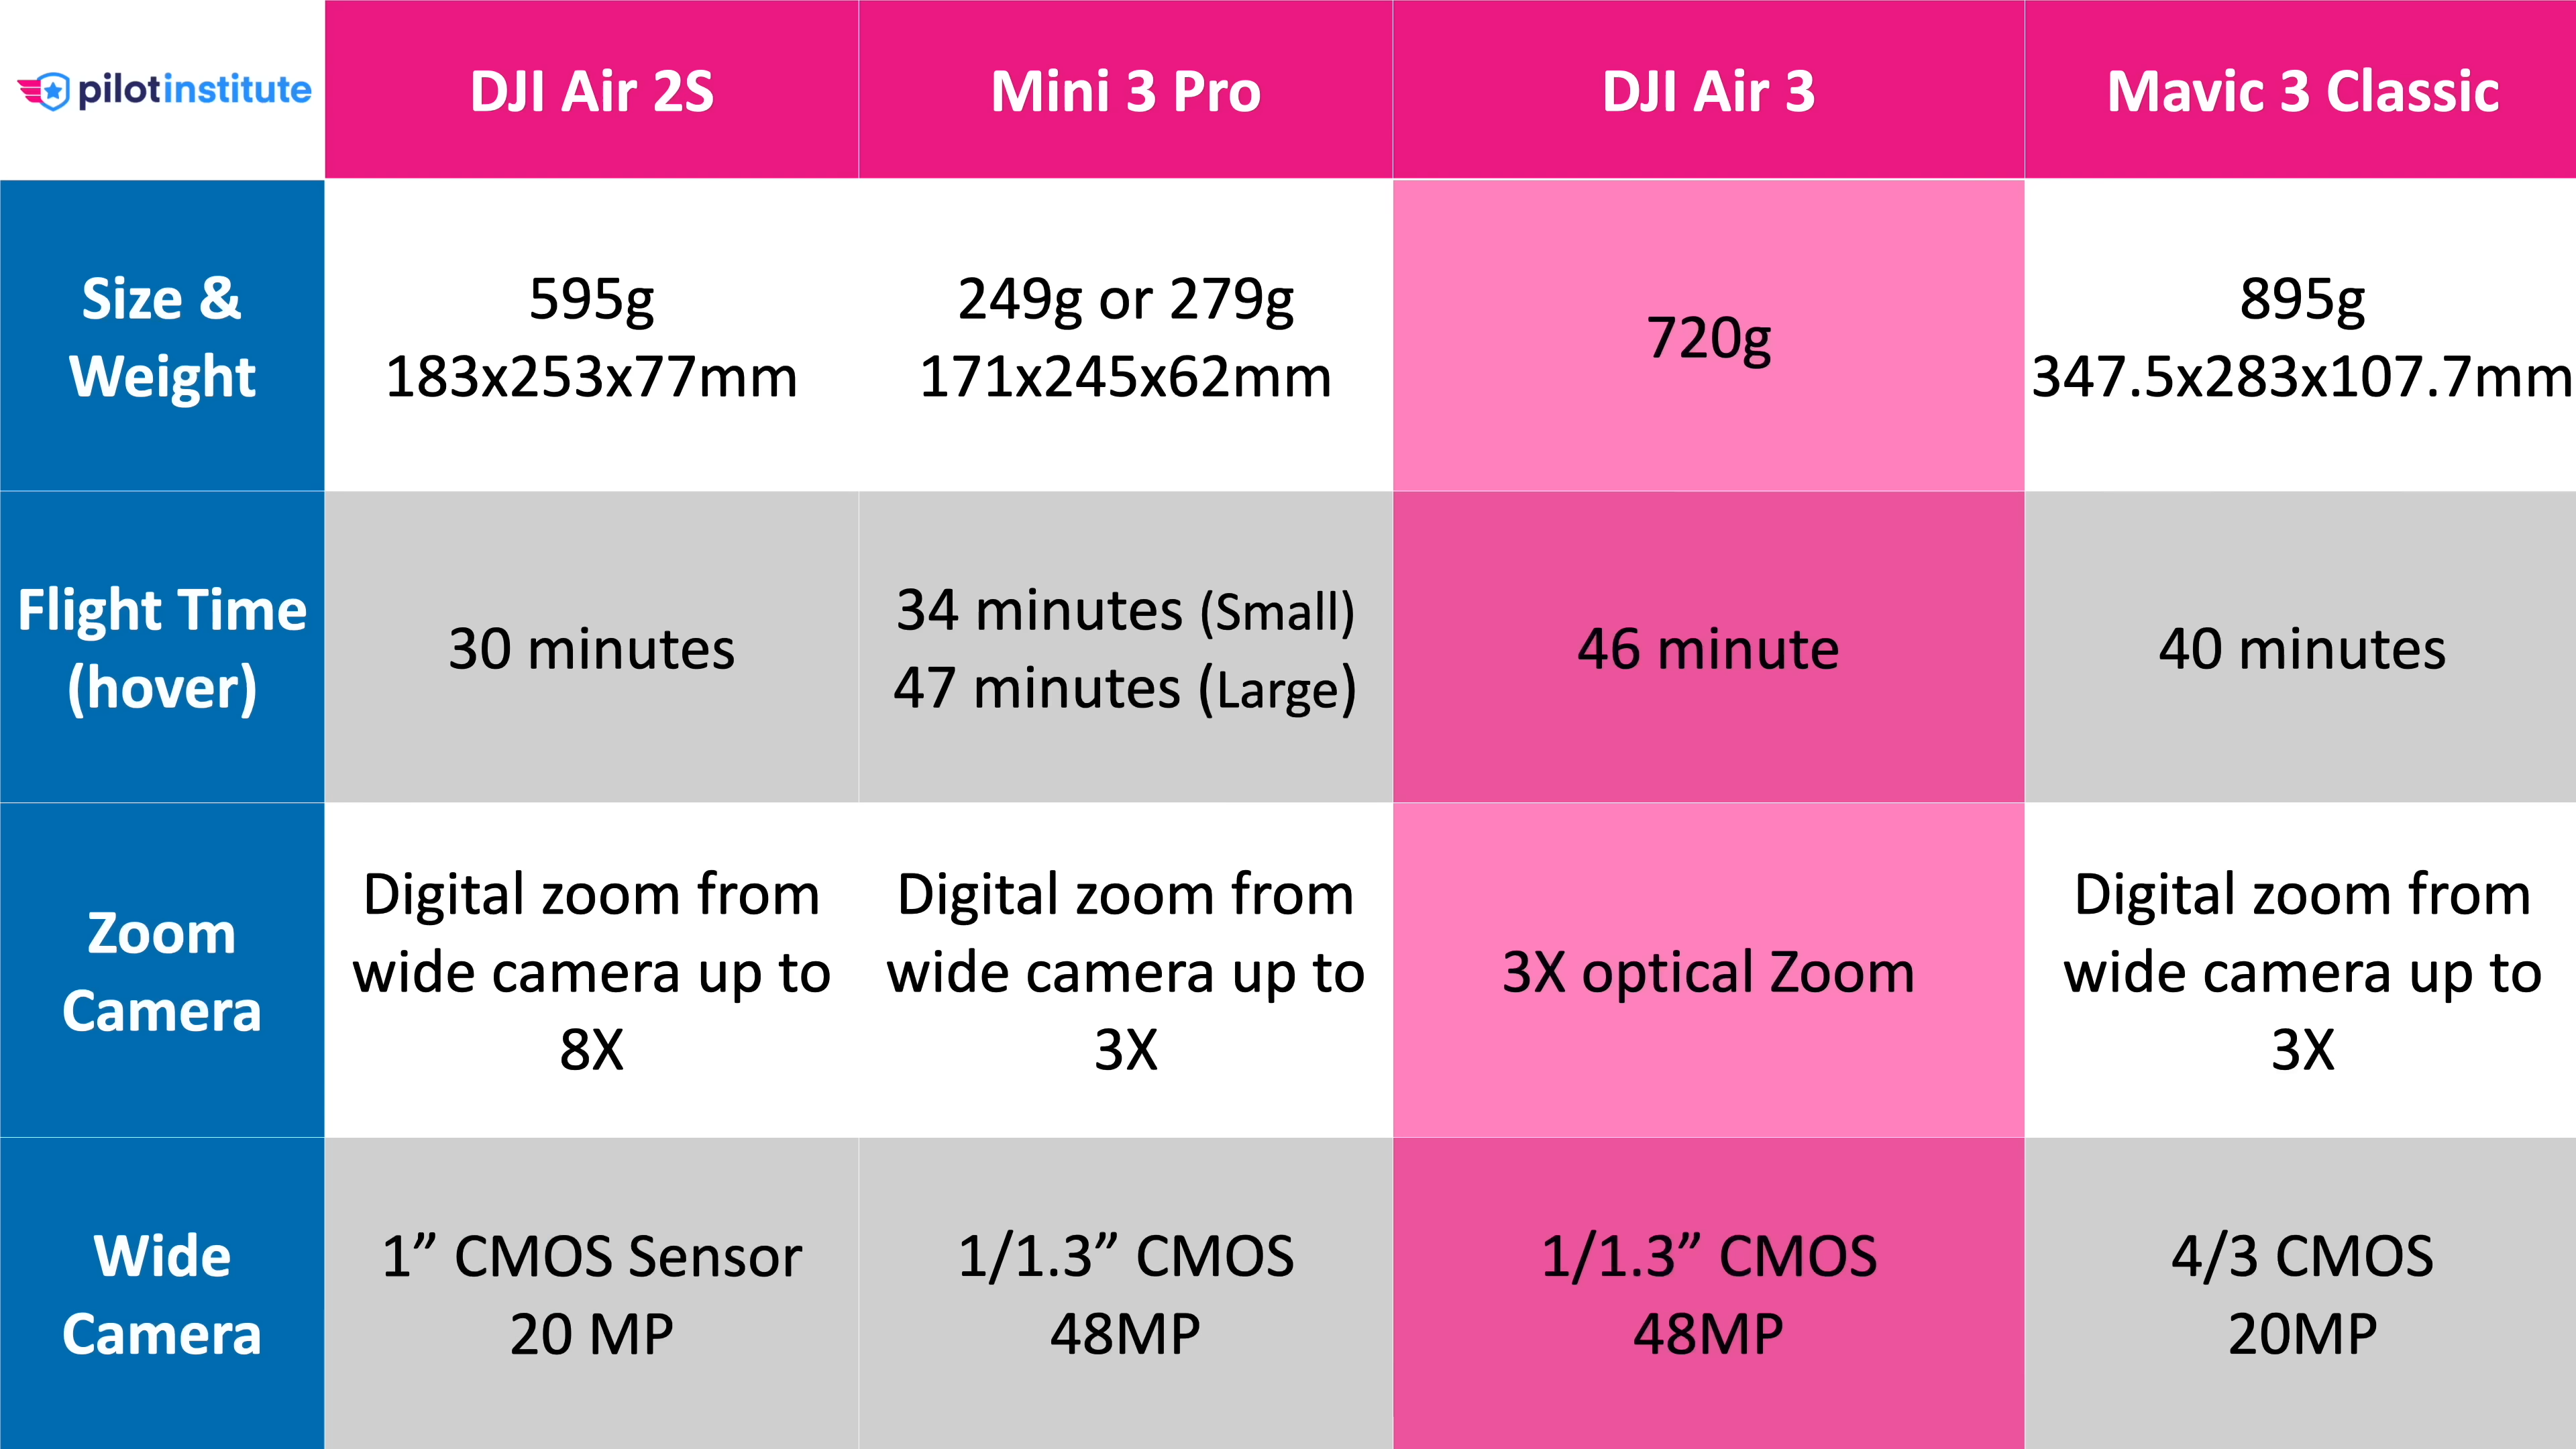 pilotinstitute
DJI Air 2S
Mini 3 Pro
DJI Air 3
Mavic 3 Classic
Size &
Weight
595g
183x253x77mm
249g or 279g
171x245x62mm
720g
895g
347.5x283x107.7mm
Flight Time
(hover)
30 minutes
34 minutes (Small)
47 minutes (Large)
46 minute
40 minutes
Zoom
Camera
Digital zoom from
wide camera up to
8X
Digital zoom from
wide camera up to
3X
3X optical Zoom
Digital zoom from
wide camera up to
3X
Wide
Camera
1” CMOS Sensor
20 MP
1/1.3” CMOS
48MP
1/1.3” CMOS
48MP
4/3 CMOS
20MP